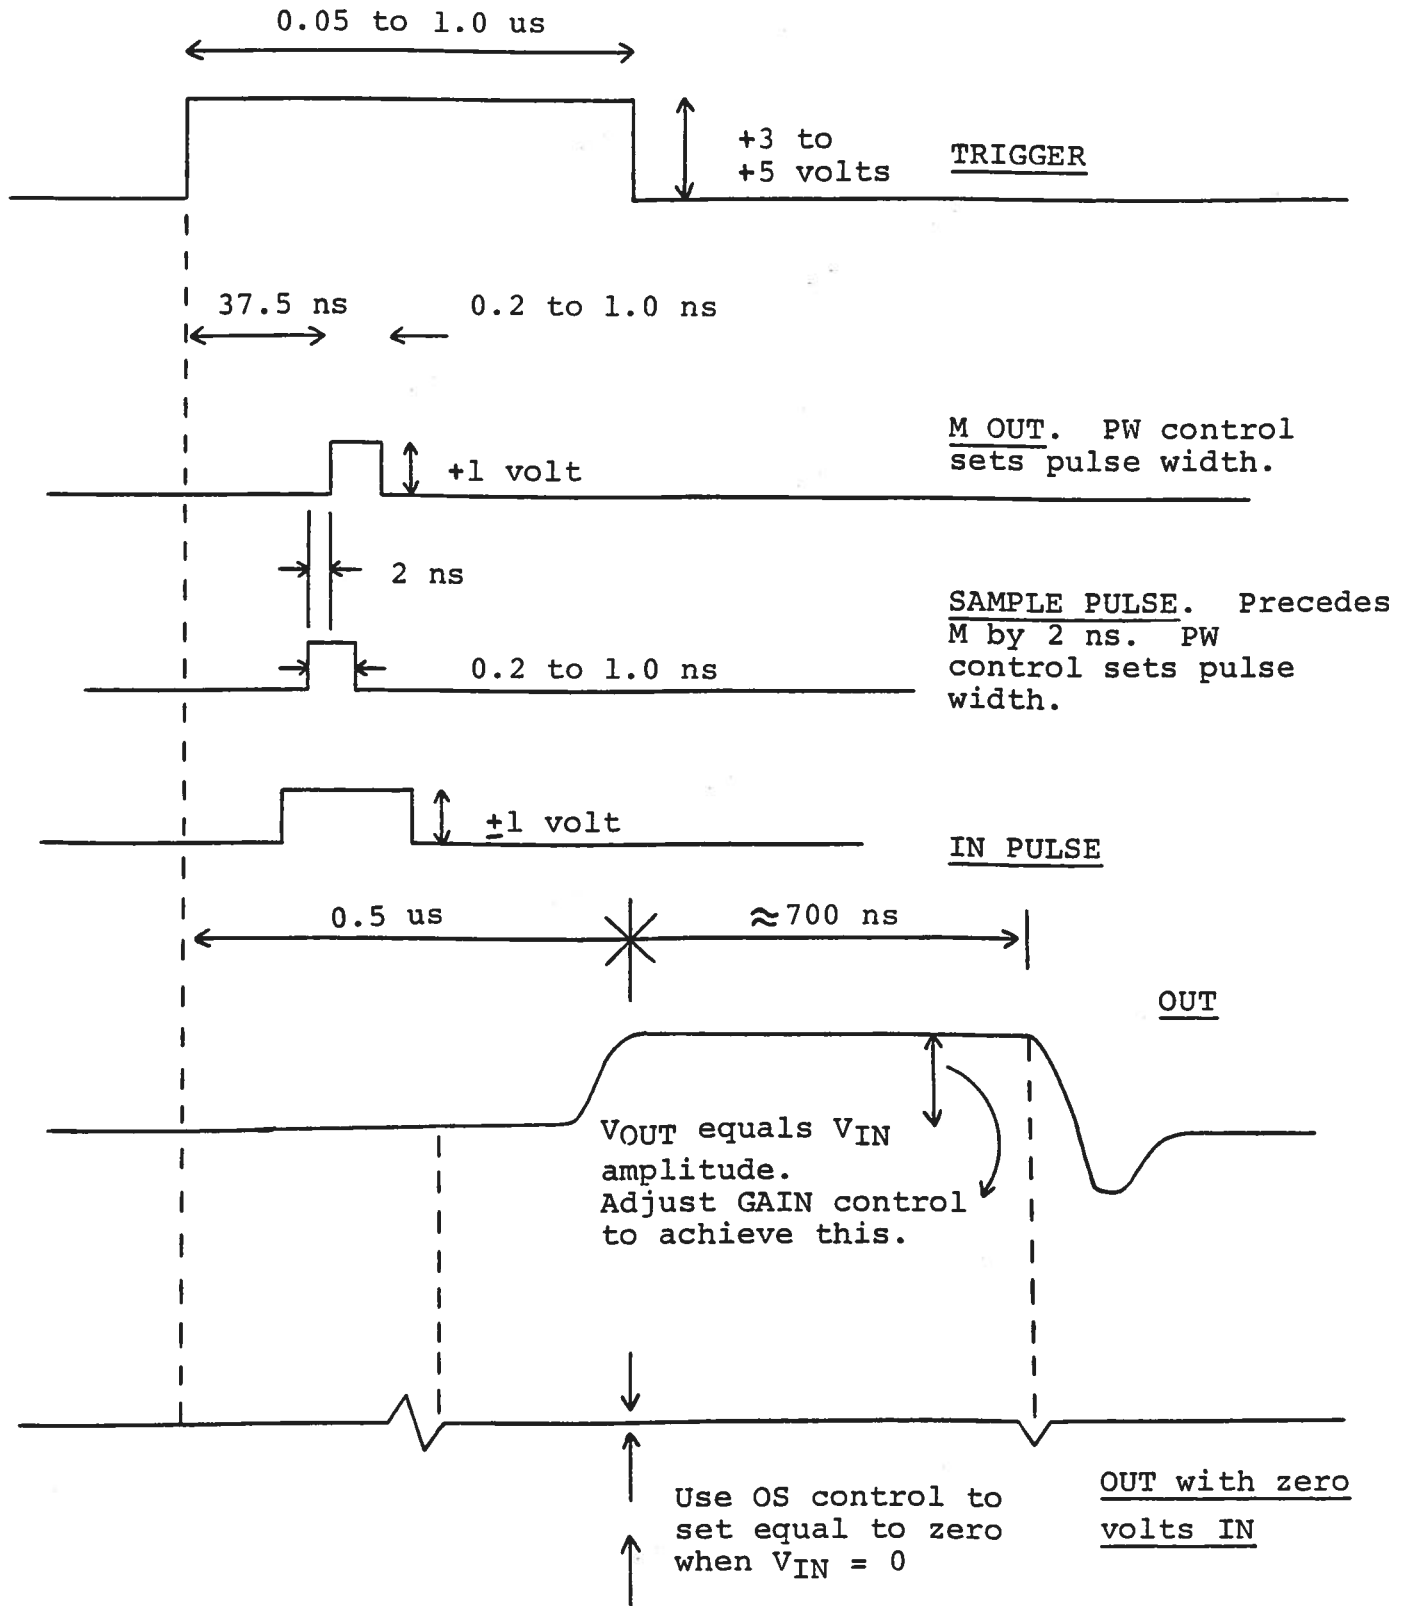 0.05 to 1.0 us
+3 to
+5 volts
TRIGGER
37.5 ns
0.2 to 1.0 ns
M OUT. PW control
sets pulse width.
+1 volt
2 ns
SAMPLE PULSE. Precedes
M by 2 ns. PW
control sets pulse
width.
0.2 to 1.0 ns
±1 volt
IN PULSE
0.5 us
≈700 ns
OUT
VOUT equals VIN
amplitude.
Adjust GAIN control
to achieve this.
Use OS control to
set equal to zero
when VIN = 0
OUT with zero
volts IN